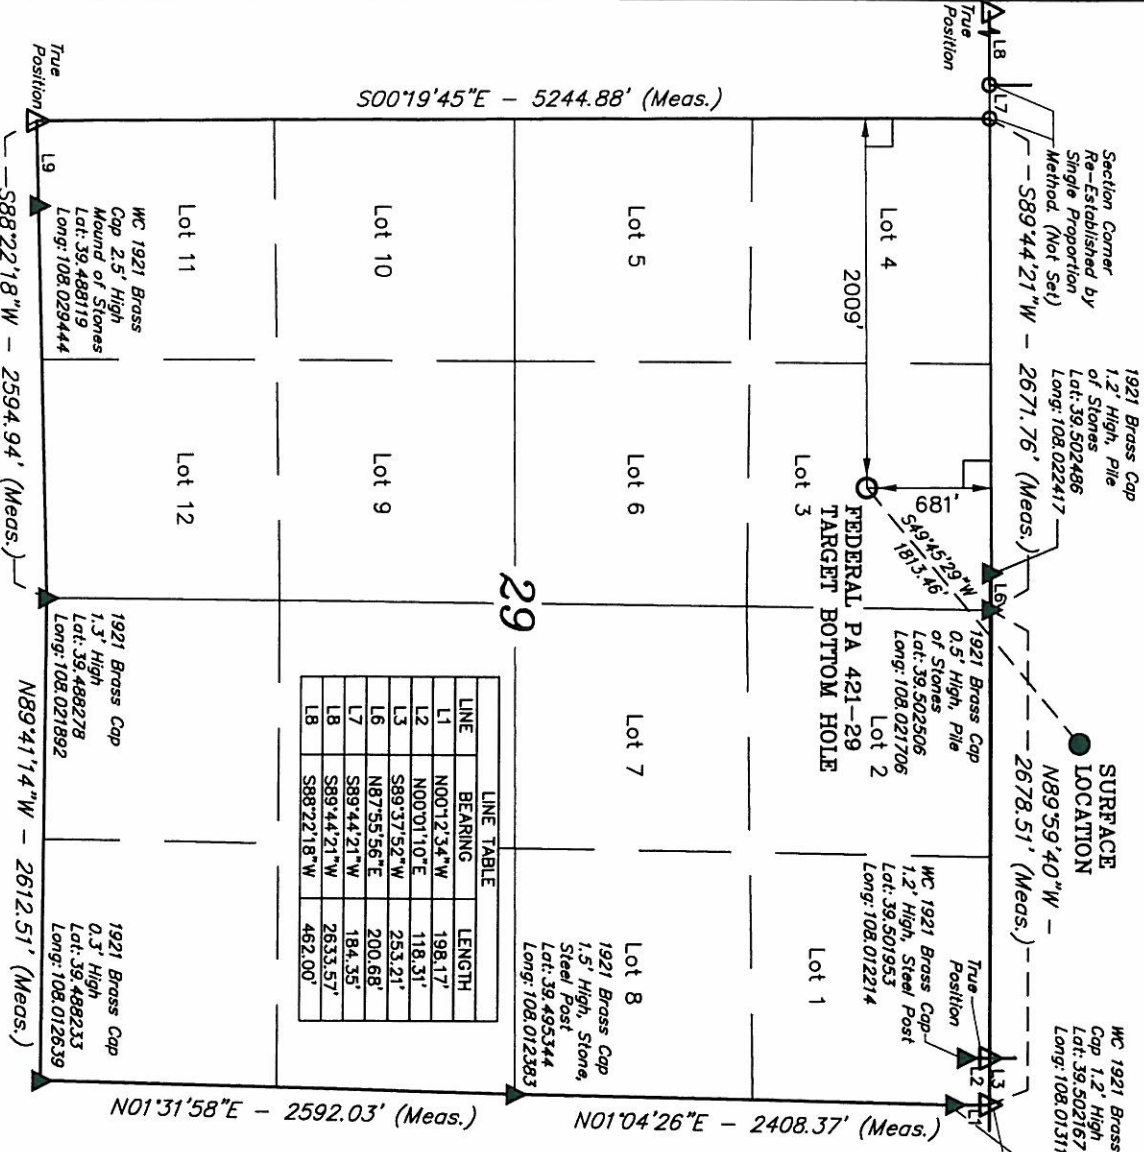 True
Position
L8
L7
Section Corner
Re-Established by
Single Proportion
Method. (Not Set)
S89°44'21"W - 2671.76' (Meas.)
1921 Brass Cap
1.2' High, Pile
of Stones
Lat: 39.502486
Long: 108.022417
L6
SURFACE
LOCATION
N89°59'40"W -
2678.51' (Meas.)
WC 1921 Brass
Cap 1.2' High
Lat: 39.502167
S00°19'45"E - 5244.88' (Meas.)
Lot 4
2009'
681'
S49°45'29"W
1813.46'
Lot 3
FEDERAL PA 421-29
TARGET BOTTOM HOLE
1921 Brass Cap
0.5' High, Pile
of Stones
Lat: 39.502506
Long: 108.021706
Lot 2
WC 1921 Brass Cap
1.2' High, Steel Post
Lat: 39.501953
Long: 108.012214
True
Position
L3
L2
L1
Lot 1
Lot 5
Lot 6
Lot 7
Lot 8
1921 Brass Cap
1.5' High, Stone,
Steel Post
Lat: 39.495344
Long: 108.012383
N01°04'26"E - 2408.37' (Meas.)
29
LINE TABLE
LINE BEARING LENGTH
L1 N00°12'34"W 198.17'
L2 N00°01'10"E 118.31'
L3 S89°37'52"W 253.21'
L6 N87°55'56"E 200.68'
L7 S89°44'21"W 184.35'
L8 S89°44'21"W 2633.57'
L8 S88°22'18"W 462.00'
Lot 10
Lot 9
Lot 11
Lot 12
N01°31'58"E - 2592.03' (Meas.)
WC 1921 Brass
Cap 2.5' High
Mound of Stones
Lat: 39.488119
Long: 108.029444
True
Position
L9
S88°22'18"W - 2594.94' (Meas.)
1921 Brass Cap
1.3' High
Lat: 39.488278
Long: 108.021892
N89°41'14"W - 2612.51' (Meas.)
1921 Brass Cap
0.3' High
Lat: 39.488233
Long: 108.012639